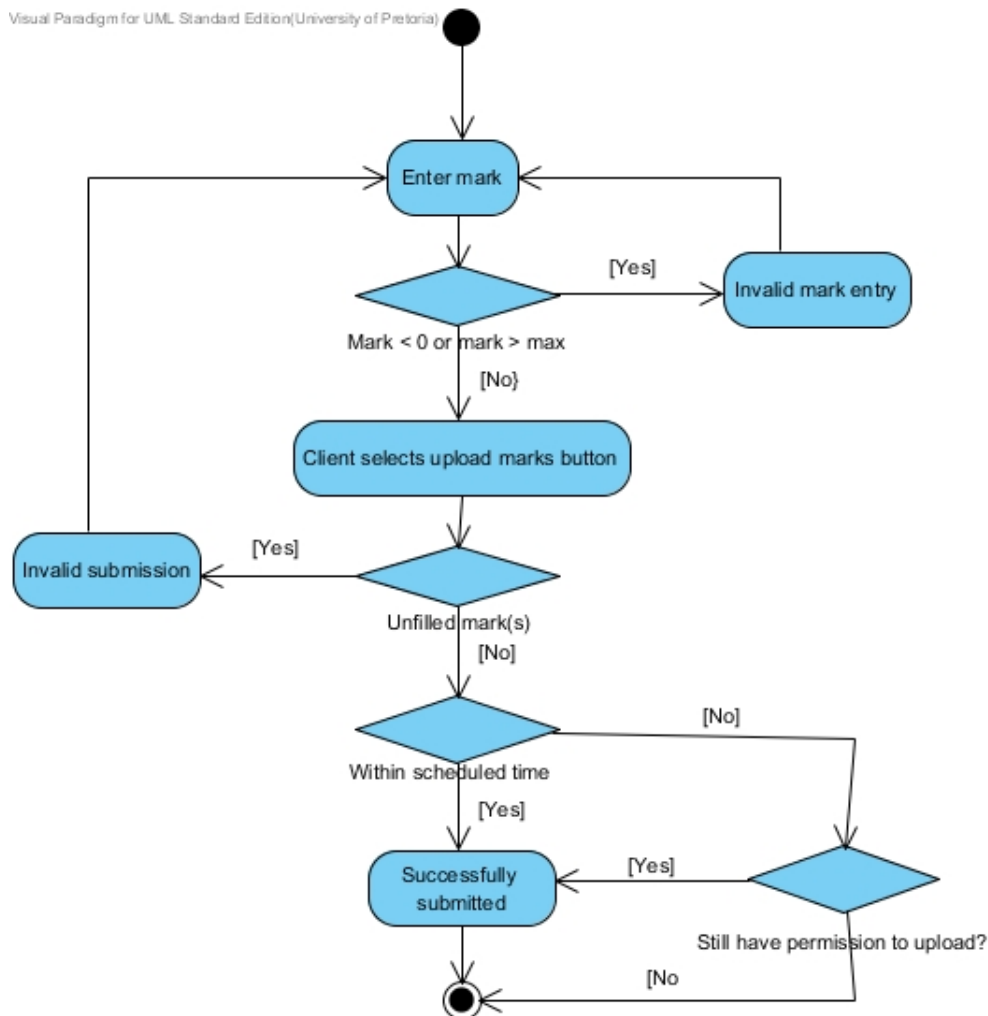 Visual Paradigm for UML Standard Edition(University of Pretoria)
Enter mark
[Yes]
Invalid mark entry
Mark < 0 or mark > max
[No}
Client selects upload marks button
[Yes]
Invalid submission
Unfilled mark(s)
[No]
[No]
Within scheduled time
[Yes]
Successfully
submitted
[Yes]
Still have permission to upload?
[No